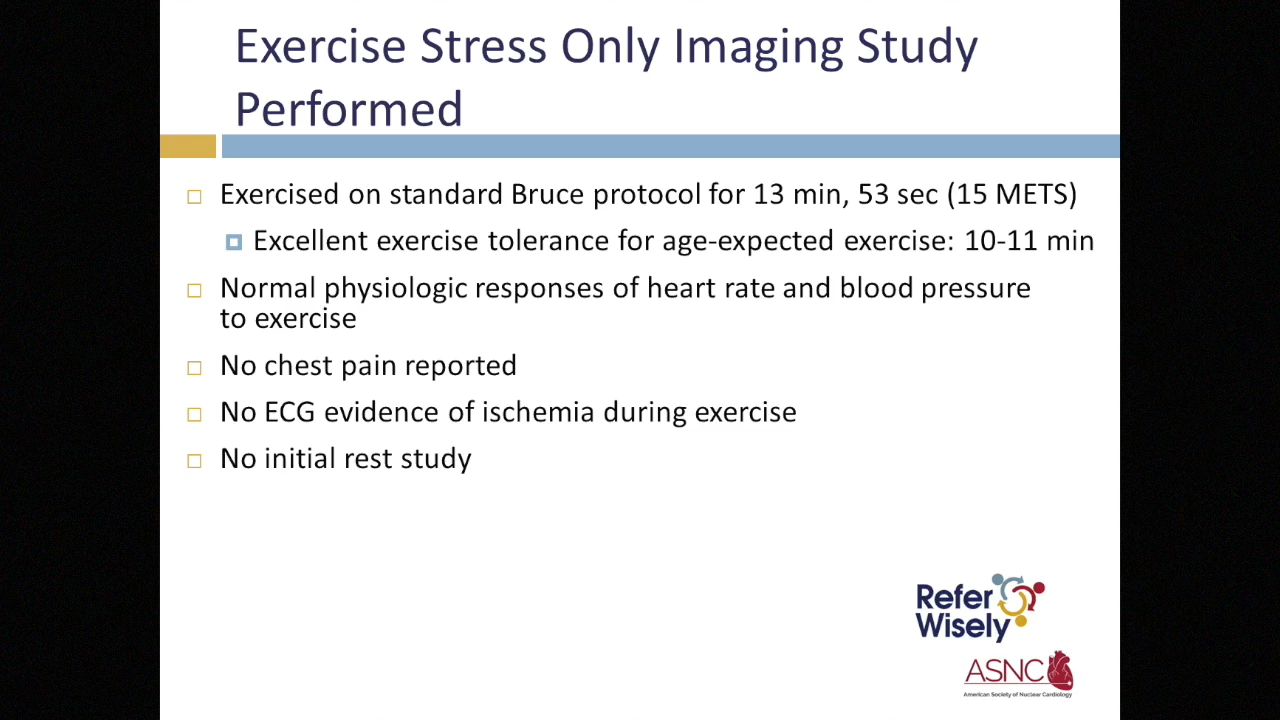 Exercise Stress Only Imaging Study
Performed
Exercised on standard Bruce protocol for 13 min, 53 sec (15 METS)
Excellent exercise tolerance for age-expected exercise: 10-11 min
Normal physiologic responses of heart rate and blood pressure
to exercise
No chest pain reported
No ECG evidence of ischemia during exercise
No initial rest study
Refer
Wisely
ASNC
American Society of Nuclear Cardiology